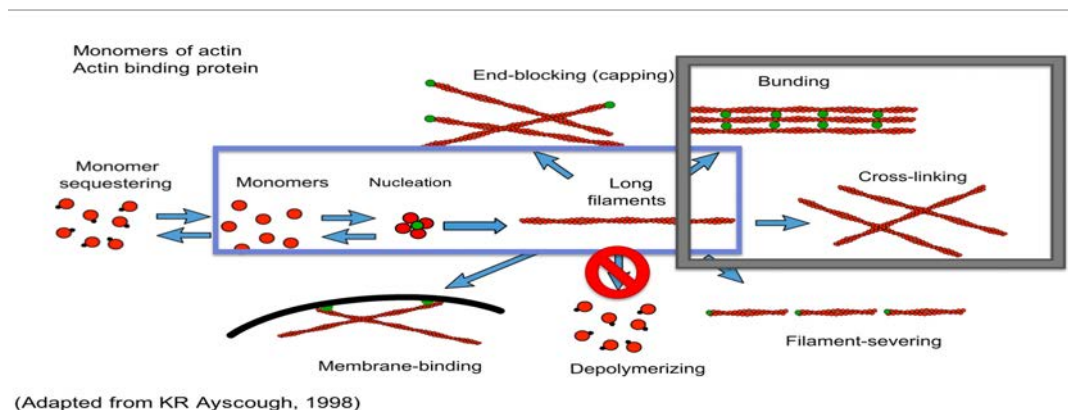 Monomers of actin
Actin binding protein
End-blocking (capping)
Bunding
Monomer
sequestering
Monomers
Nucleation
Long
filaments
Cross-linking
Membrane-binding
Depolymerizing
Filament-severing
(Adapted from KR Ayscough, 1998)